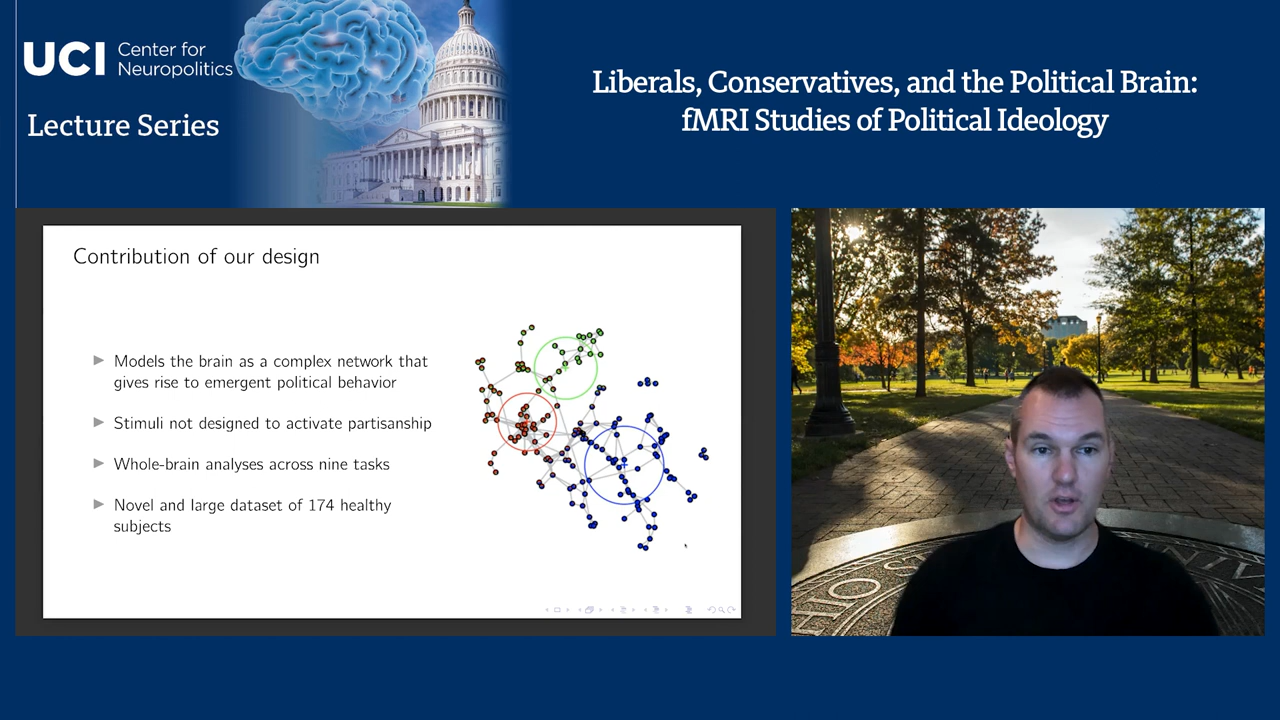 UCI Center for
Neuropolitics
Lecture Series
Liberals, Conservatives, and the Political Brain:
fMRI Studies of Political Ideology
Contribution of our design
Models the brain as a complex network that
gives rise to emergent political behavior
Stimuli not designed to activate partisanship
Whole-brain analyses across nine tasks
Novel and large dataset of 174 healthy
subjects
OHIO